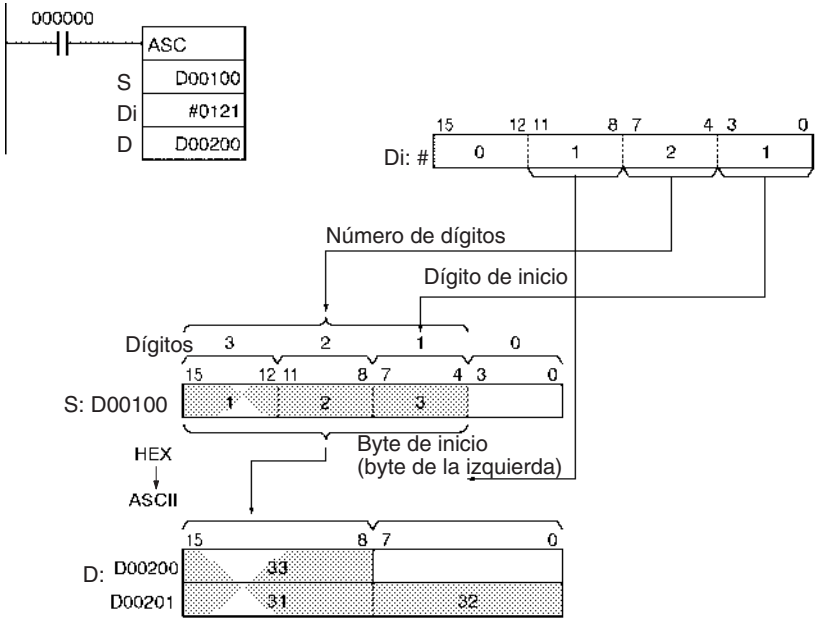 000000
ASC
S D00100
Di #0121
D D00200
15 12 11 8 7 4 3 0
Di: # 0 1 2 1
Número de dígitos
Dígito de inicio
Dígitos 3 2 1 0
15 12 11 8 7 4 3 0
S: D00100 1 2 3
Byte de inicio
(byte de la izquierda)
HEX
ASCII
15 8 7 0
D: D00200 33
D00201 31 32